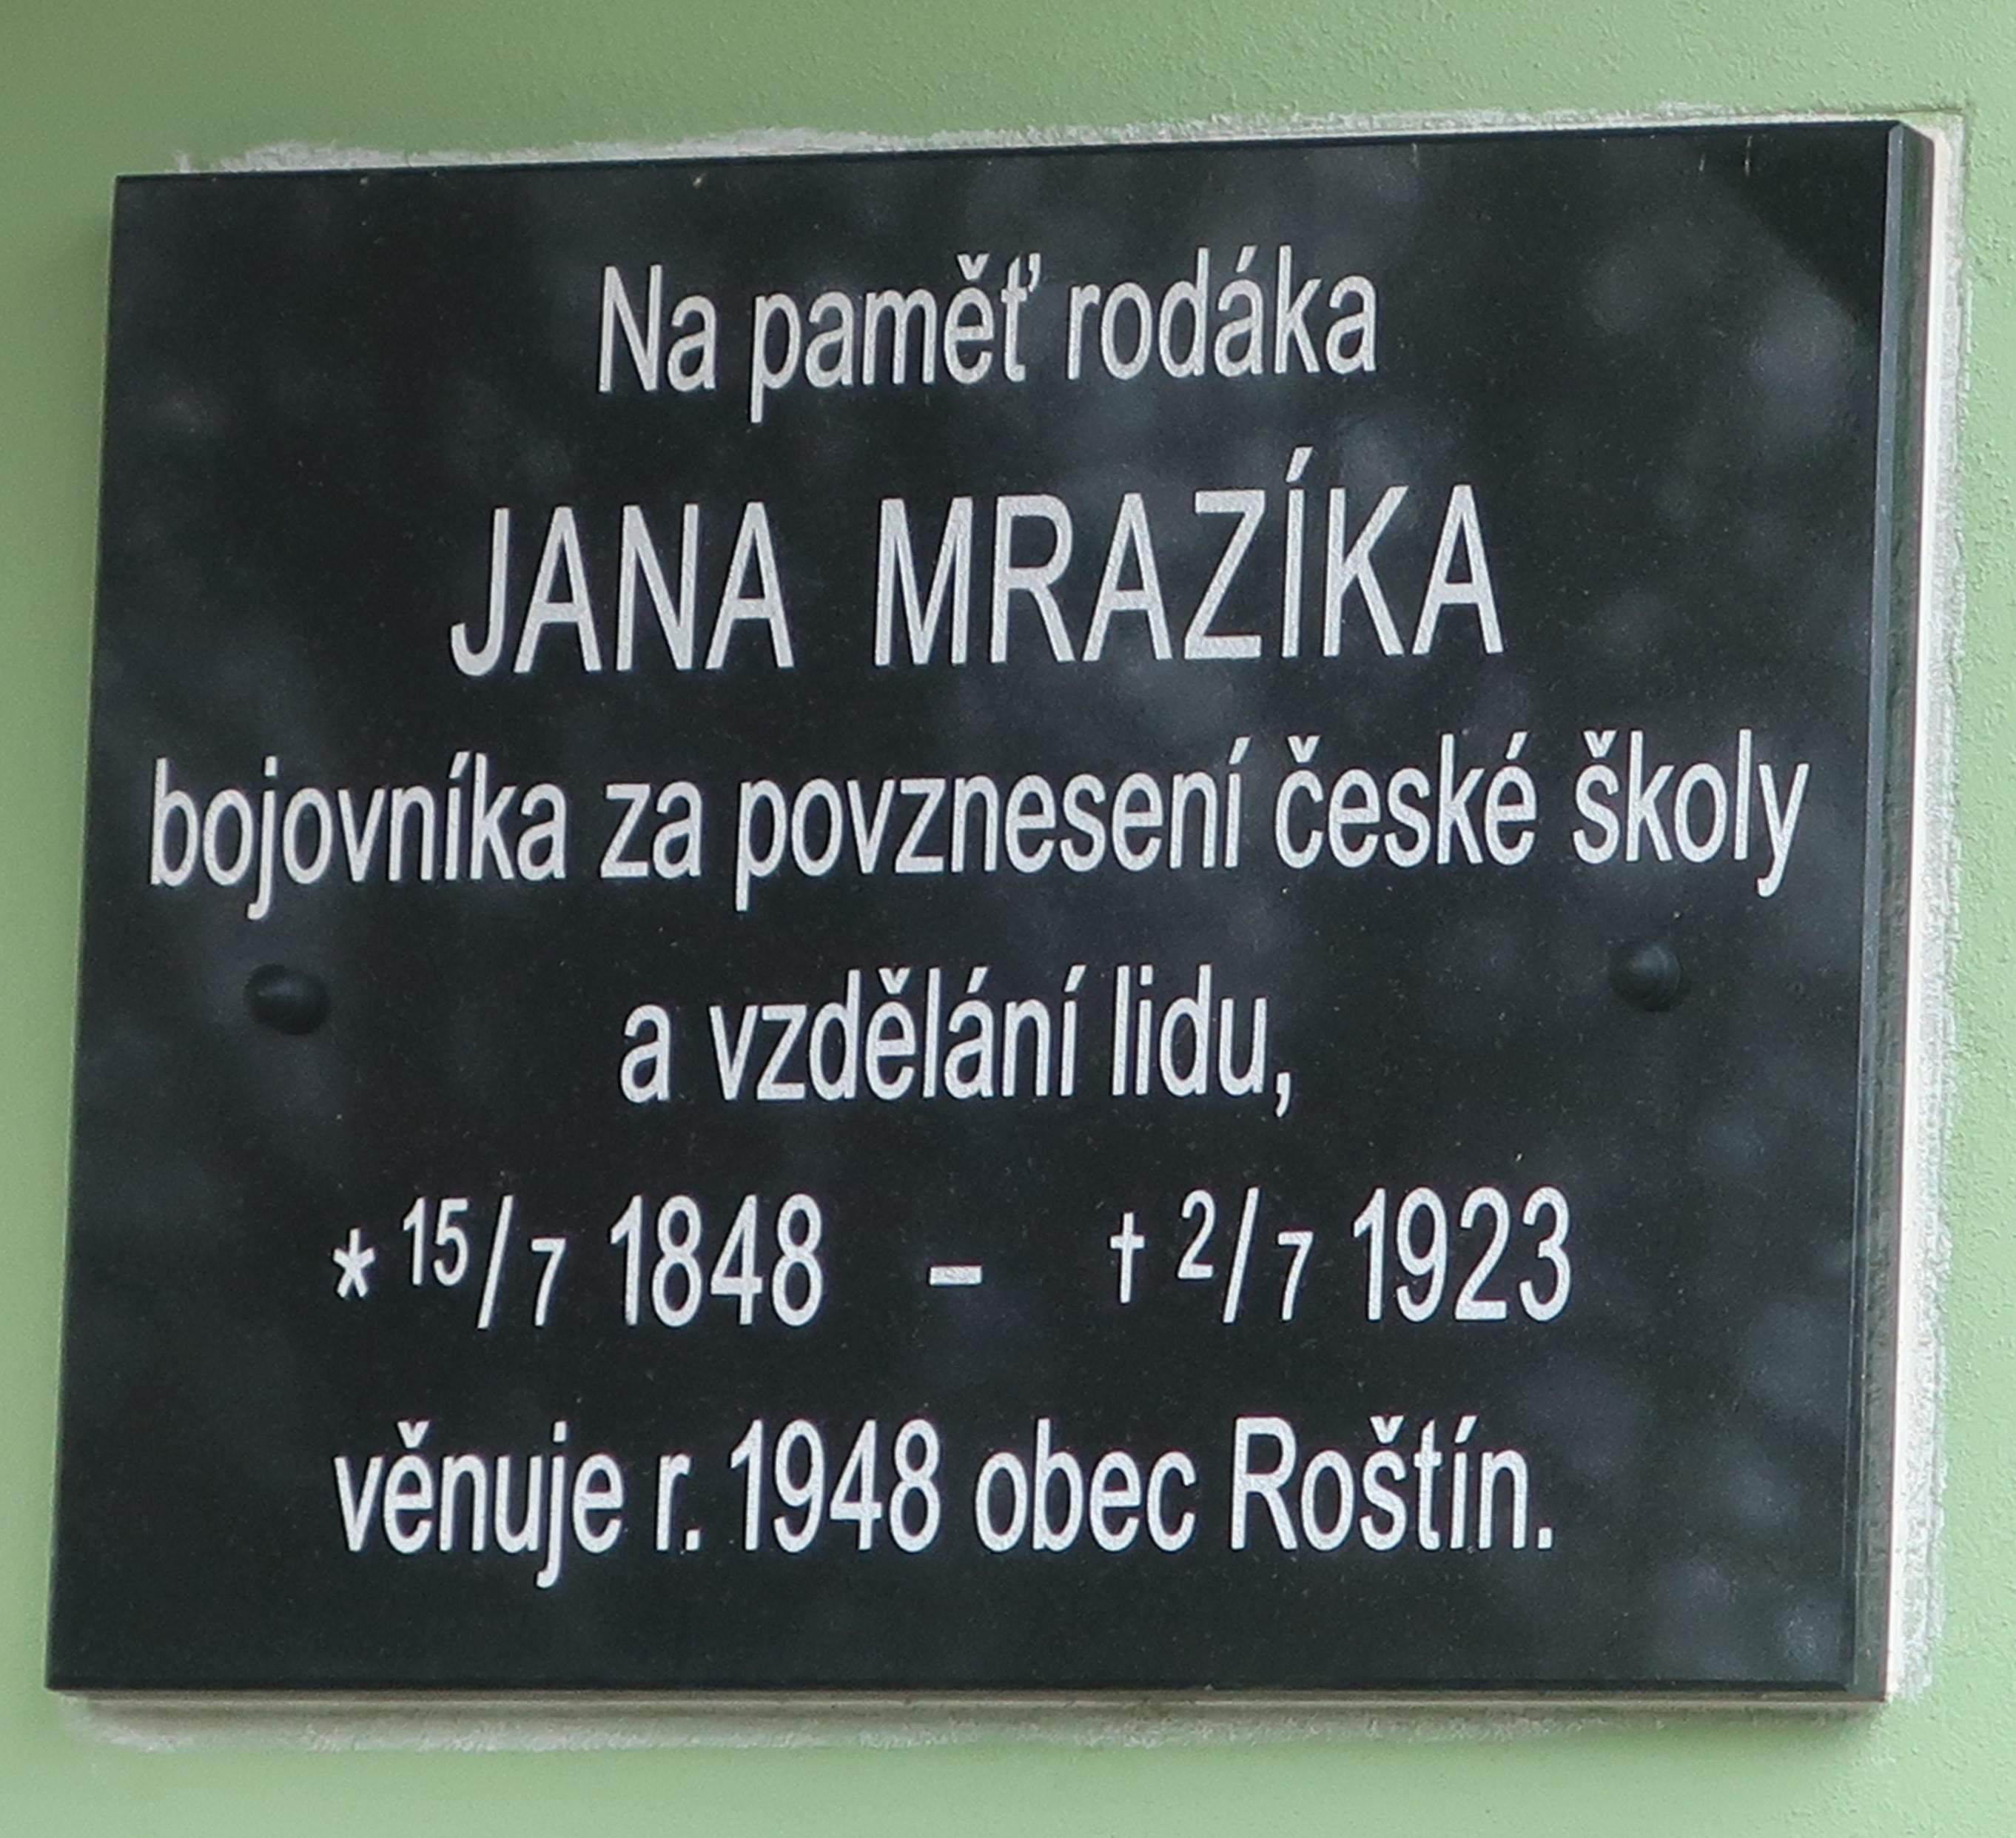 Na paměť rodáka
JANA MRAZÍKA
bojovníka za povznesení české školy
a vzdělání lidu,
* 15/7 1848 – † 2/7 1923
věnuje r. 1948 obec Roštín.